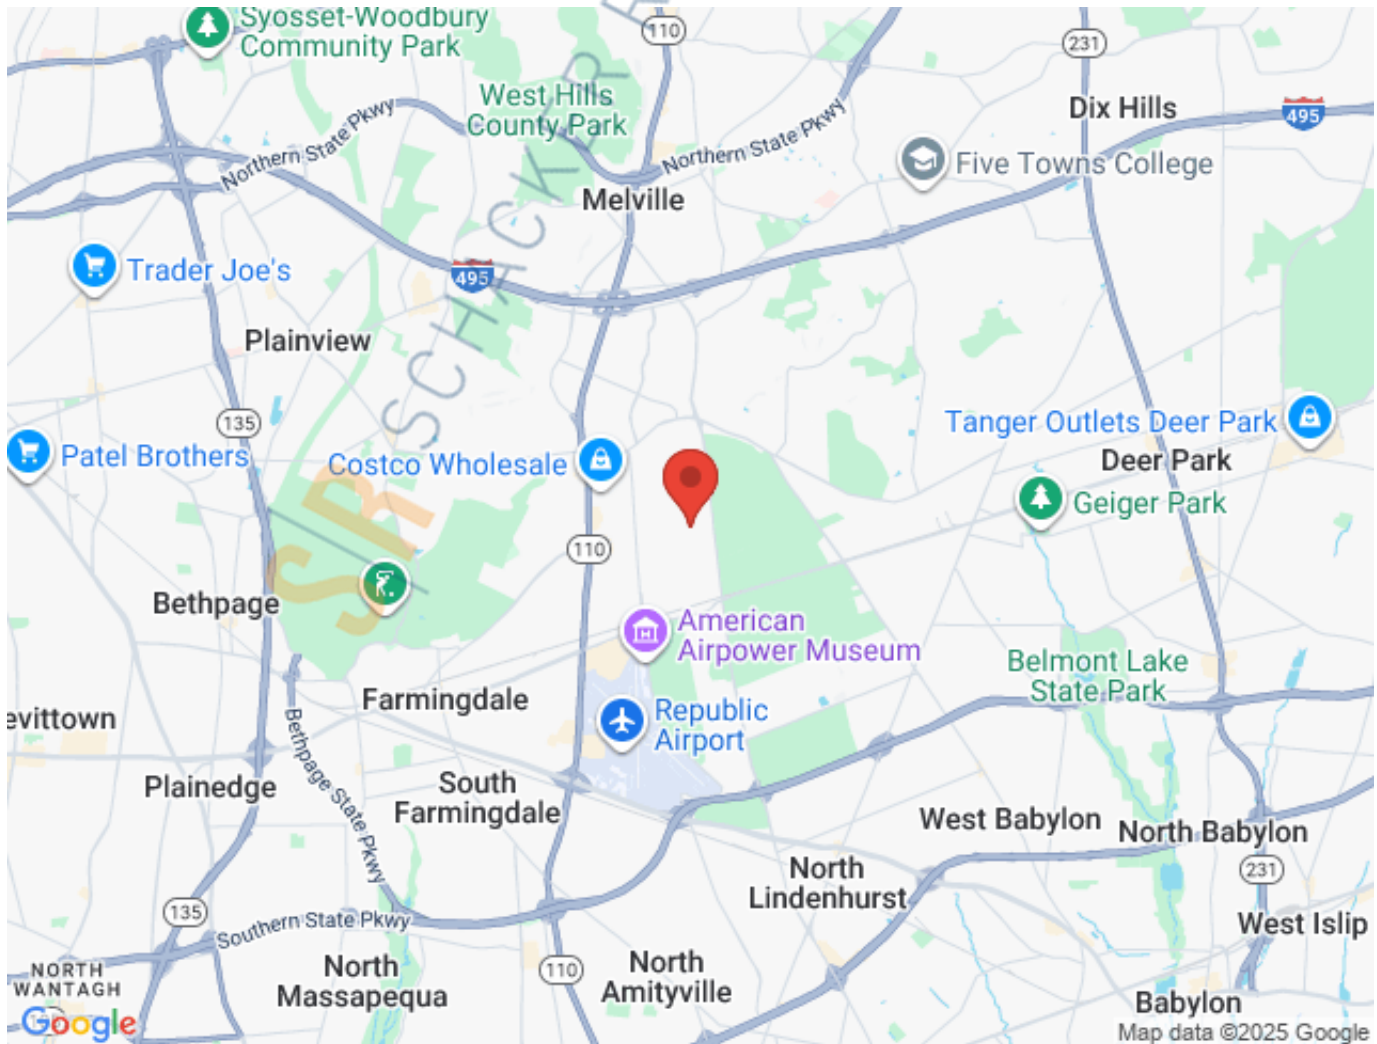 Syosset-Woodbury
Community Park
110
231
West Hills
County Park
Dix Hills
495
Northern State Pkwy
Northern State Pkwy
Five Towns College
Melville
Trader Joe's
495
Plainview
135
Tanger Outlets Deer Park
Patel Brothers
Costco Wholesale
Deer Park
Geiger Park
110
SR
SCHACKER R
Bethpage
American
Airpower Museum
Belmont Lake
State Park
Farmingdale
evittown
Republic
Airport
Bethpage State Pkwy
Plainedge
South
Farmingdale
West Babylon
North Babylon
North
Lindenhurst
231
135
Southern State Pkwy
West Islip
NORTH
WANTAGH
North
Massapequa
110
North
Amityville
Babylon
Google
Map data ©2025 Google